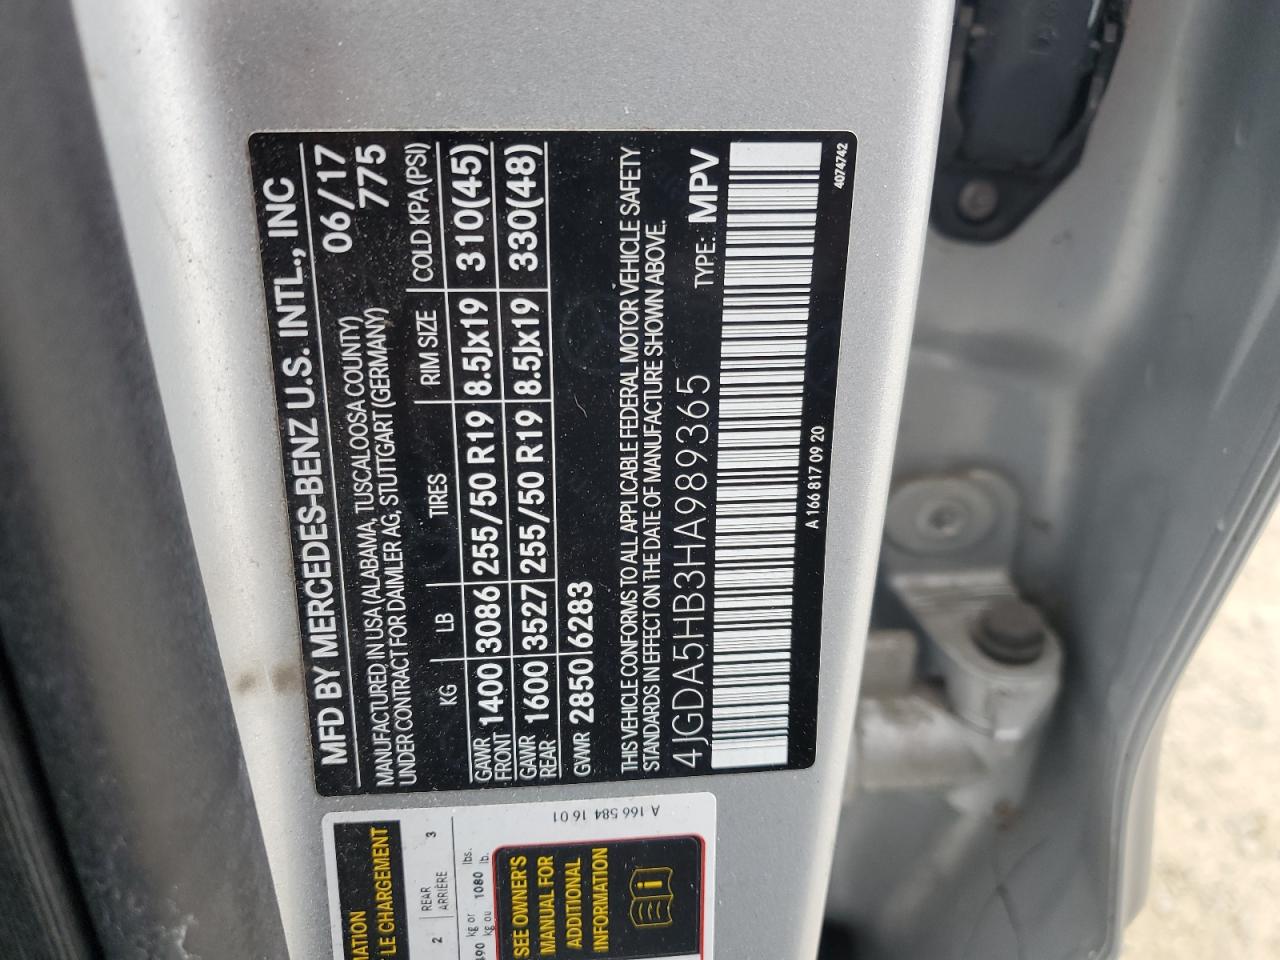 MFD BY MERCEDES-BENZ U.S. INTL., INC
MANUFACTURED IN USA (ALABAMA, TUSCALOOSA COUNTY) 06/17
UNDER CONTRACT FOR DAIMLER AG, STUTTGART (GERMANY) 775
KG LB TIRES RIM SIZE COLD KPA (PSI)
GAWR FRONT 1400 3086 255/50 R19 8.5Jx19 310(45)
GAWR REAR 1600 3527 255/50 R19 8.5Jx19 330(48)
GVWR 2850 6283
THIS VEHICLE CONFORMS TO ALL APPLICABLE FEDERAL MOTOR VEHICLE SAFETY
STANDARDS IN EFFECT ON THE DATE OF MANUFACTURE SHOWN ABOVE.
4JGDA5HB3HA989365 TYPE: MPV
A 166 817 09 20 4074742
LE CHARGEMENT
2 REAR 3
ARRIÈRE
kg or 1080 lbs.
kg ou lb.
SEE OWNER'S
MANUAL FOR
ADDITIONAL
INFORMATION
A 166 584 16 01